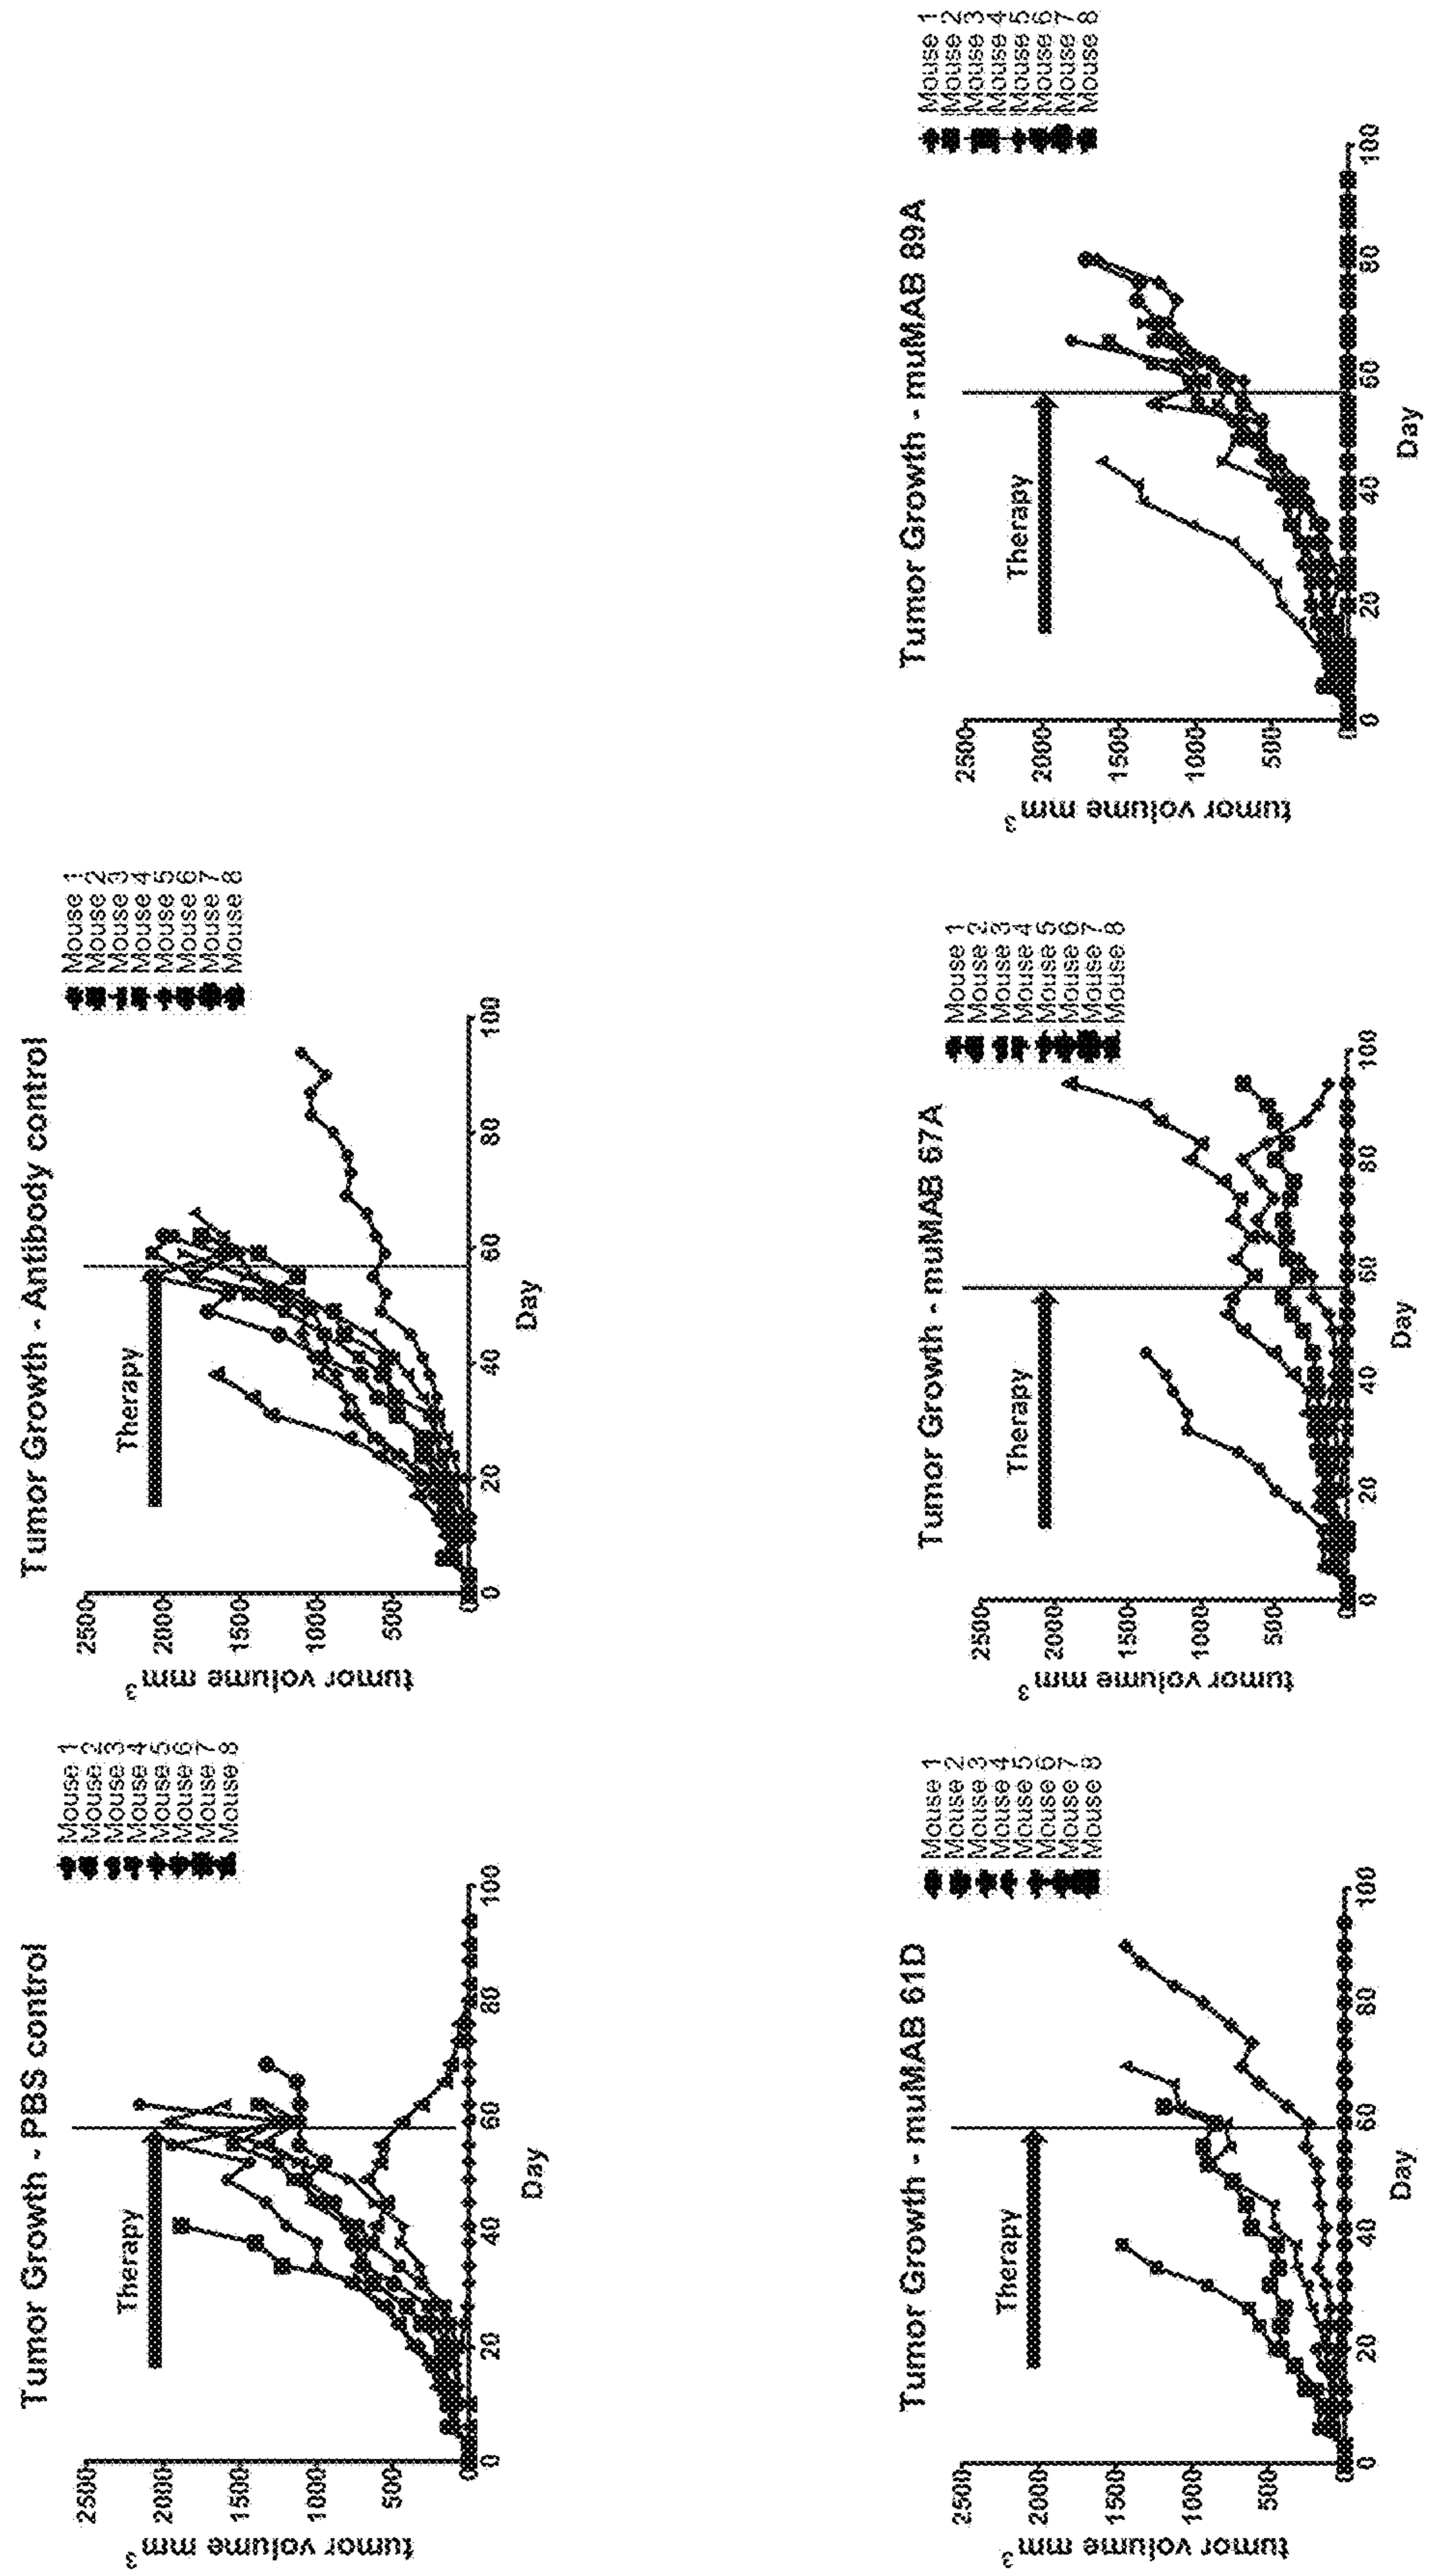 Tumor Growth - PBS control
tumor volume mm3
2500
2000
1500
1000
500
0
0
20
40
60
80
100
Day
Therapy
Mouse 1
Mouse 2
Mouse 3
Mouse 4
Mouse 5
Mouse 6
Mouse 7
Mouse 8
Tumor Growth - Antibody control
tumor volume mm3
2500
2000
1500
1000
500
0
0
20
40
60
80
100
Day
Therapy
Mouse 1
Mouse 2
Mouse 3
Mouse 4
Mouse 5
Mouse 6
Mouse 7
Mouse 8
Tumor Growth - muMAB 61D
tumor volume mm3
2500
2000
1500
1000
500
0
0
20
40
60
80
100
Day
Therapy
Mouse 1
Mouse 2
Mouse 3
Mouse 4
Mouse 5
Mouse 6
Mouse 7
Mouse 8
Tumor Growth - muMAB 67A
tumor volume mm3
2500
2000
1500
1000
500
0
0
20
40
60
80
100
Day
Therapy
Mouse 1
Mouse 2
Mouse 3
Mouse 4
Mouse 5
Mouse 6
Mouse 7
Mouse 8
Tumor Growth - muMAB 89A
tumor volume mm3
2500
2000
1500
1000
500
0
0
20
40
60
80
100
Day
Therapy
Mouse 1
Mouse 2
Mouse 3
Mouse 4
Mouse 5
Mouse 6
Mouse 7
Mouse 8